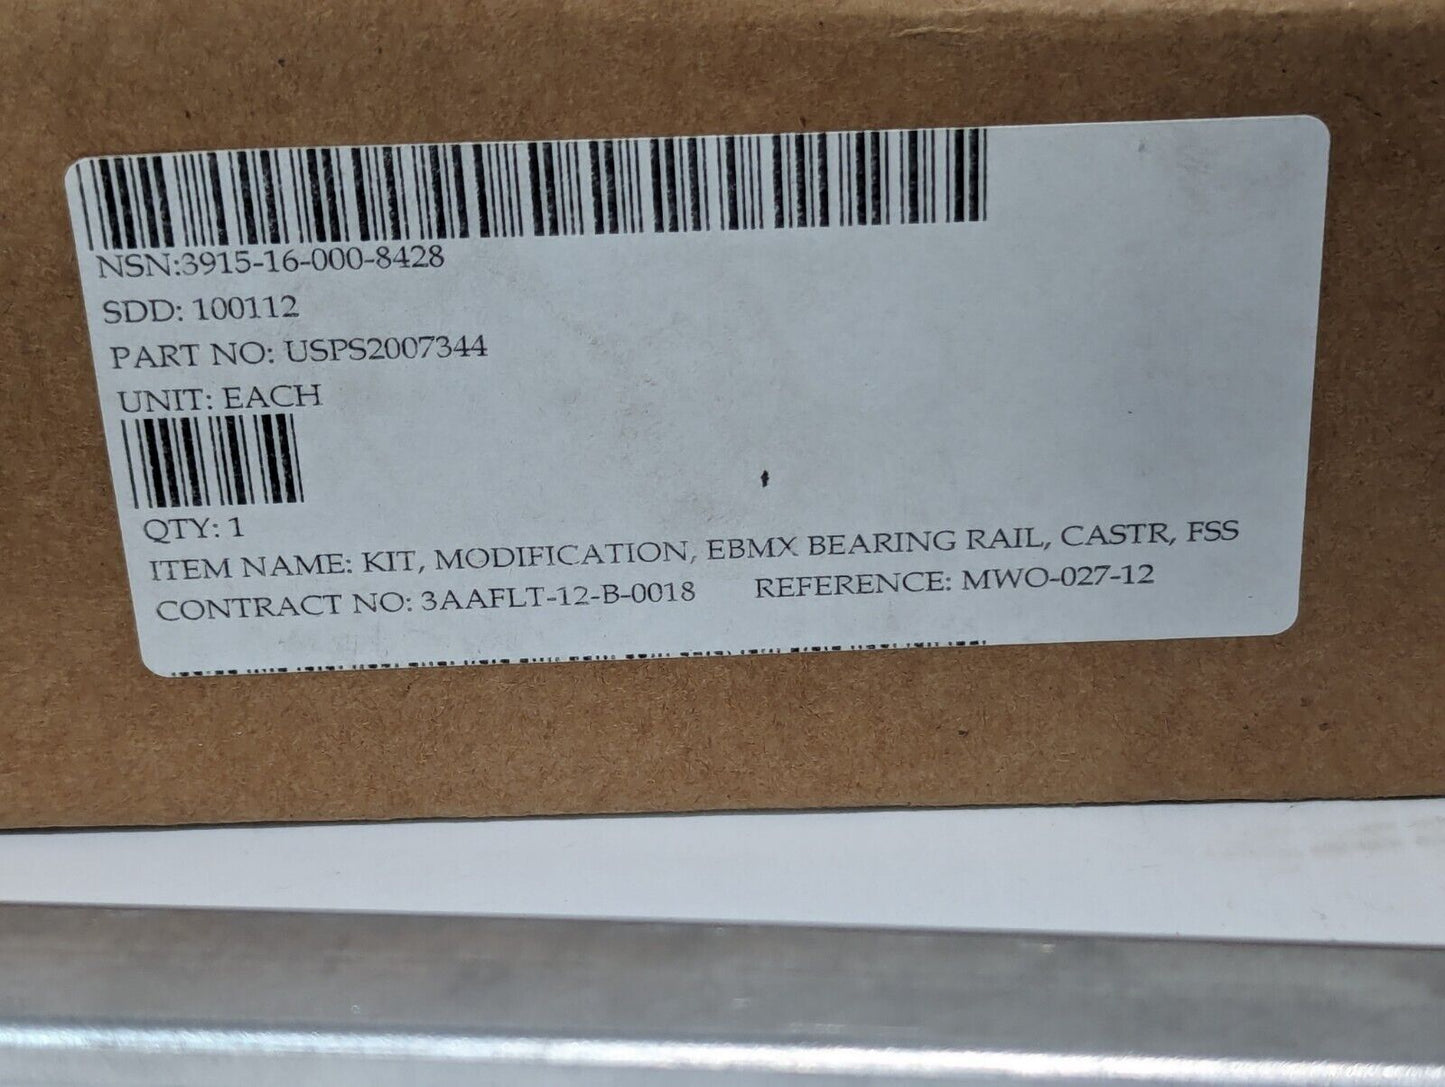 NSN:3915-16-000-8428
SDD: 100112
PART NO: USPS2007344
UNIT: EACH
QTY: 1
ITEM NAME: KIT, MODIFICATION, EBMX BEARING RAIL, CASTR, FSS
CONTRACT NO: 3AAFLT-12-B-0018 REFERENCE: MWO-027-12